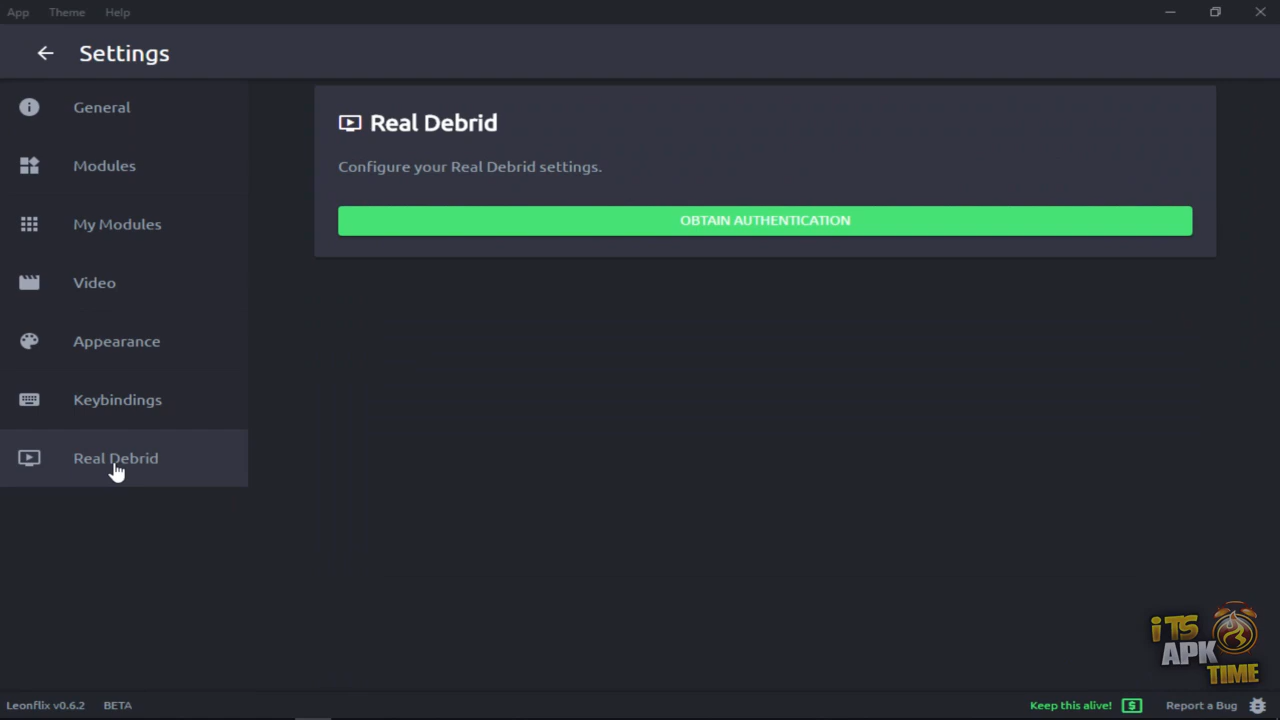 App Theme Help
Settings
General
Modules
My Modules
Video
Appearance
Keybindings
Real Debrid
Real Debrid
Configure your Real Debrid settings.
OBTAIN AUTHENTICATION
iTS
APK
TIME
Leonflix v0.6.2 BETA
Keep this alive! $ Report a Bug